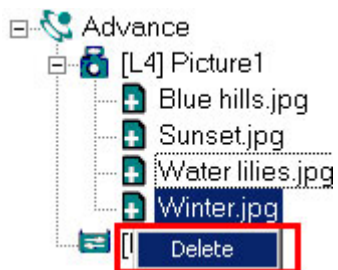 Advance
[L4] Picture1
Blue hills.jpg
Sunset.jpg
Water lilies.jpg
Winter.jpg
Delete